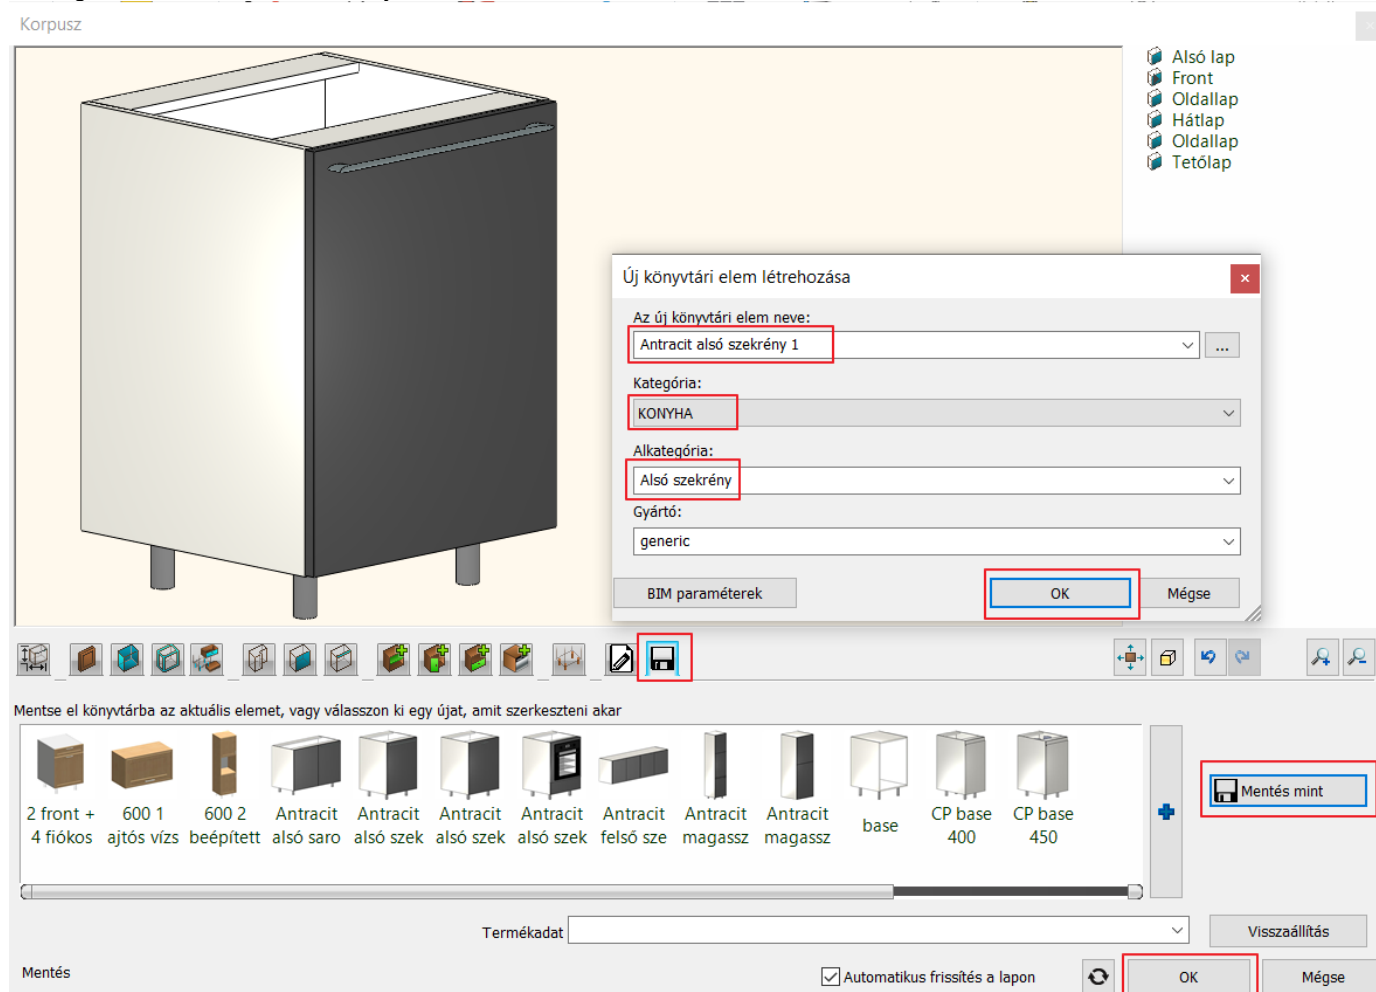 Korpusz
Alsó lap
Front
Oldallap
Hátlap
Oldallap
Tetőlap
Új könyvtári elem létrehozása
Az új könyvtári elem neve:
Antracit alsó szekrény 1
...
Kategória:
KONYHA
Alkategória:
Alsó szekrény
Gyártó:
generic
BIM paraméterek
OK
Mégse
Mentse el könyvtárba az aktuális elemet, vagy válasszon ki egy újat, amit szerkeszteni akar
2 front +
4 fiókos
600 1
ajtós vízs
600 2
beépített
Antracit
alsó saro
Antracit
alsó szek
Antracit
alsó szek
Antracit
alsó szek
Antracit
felső sze
Antracit
magassz
Antracit
magassz
base
CP base
400
CP base
450
Mentés mint
Termékadat
Visszaállítás
Mentés
Automatikus frissítés a lapon
OK
Mégse